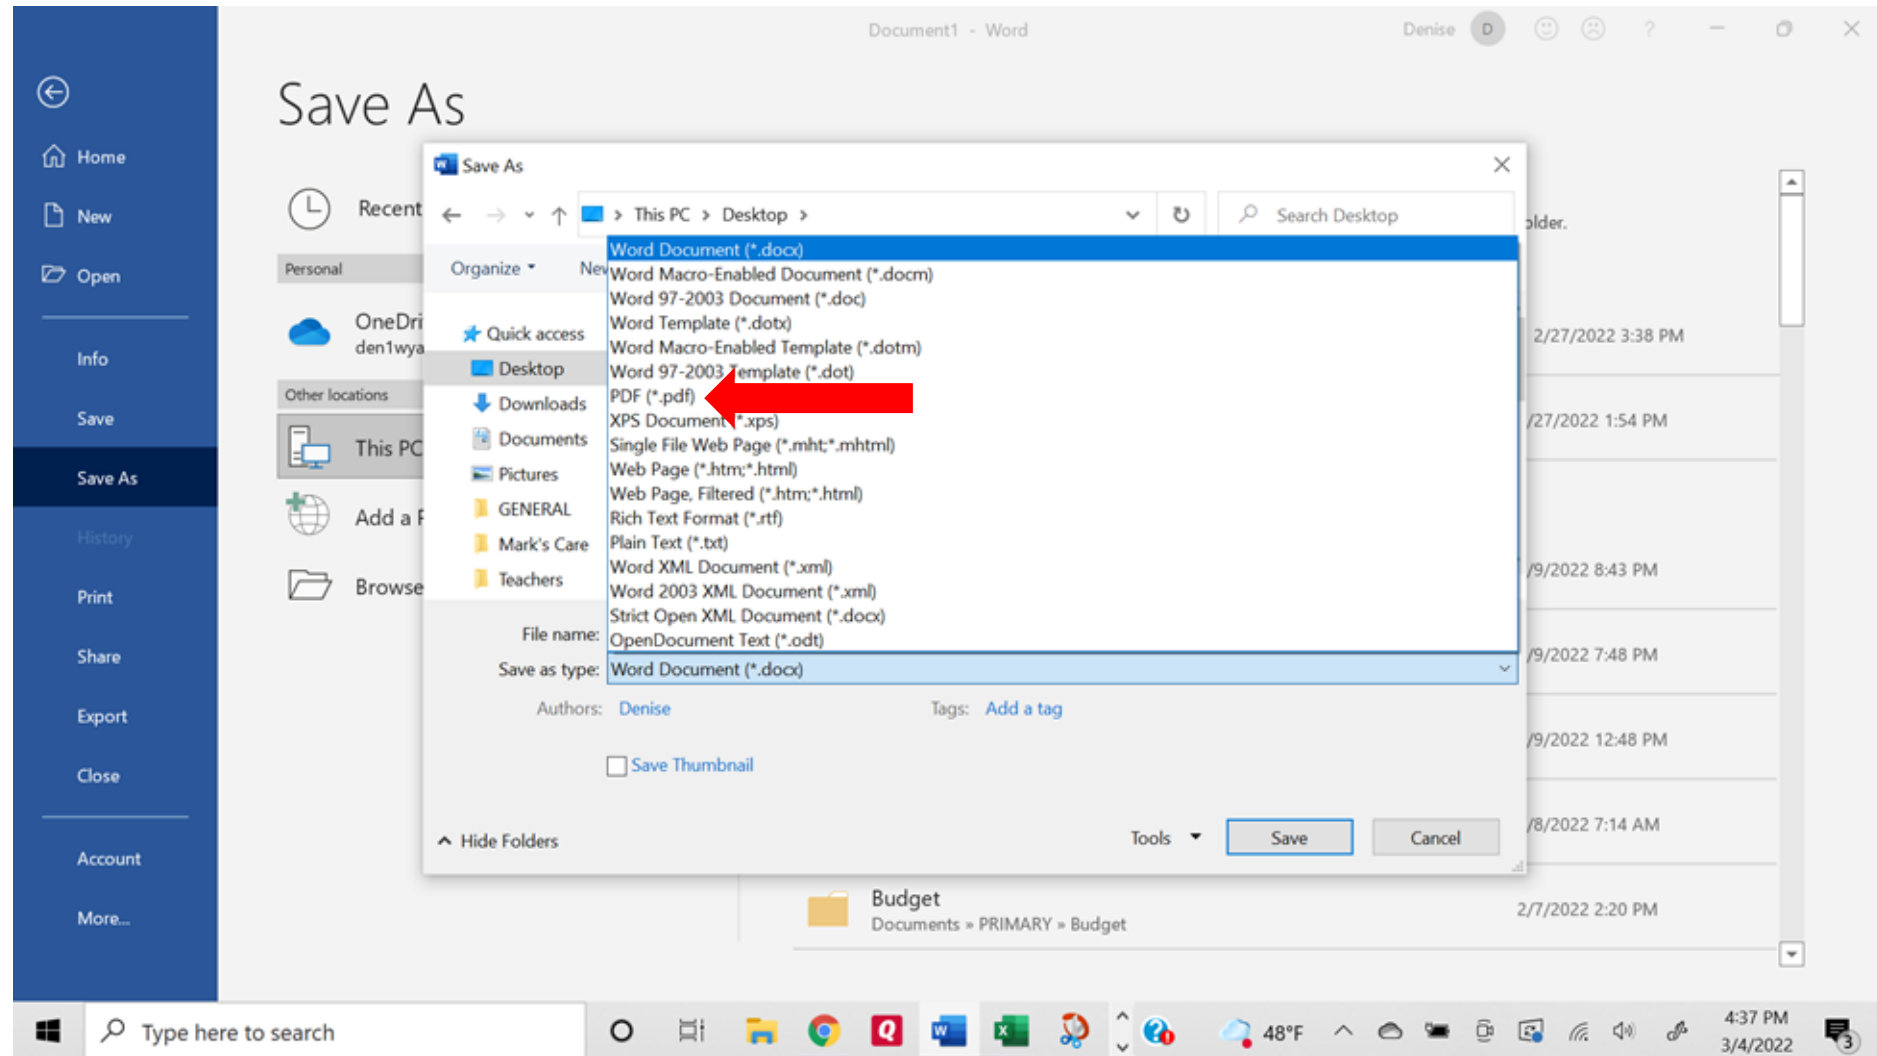 Document1 - Word
Denise D
?
Save As
Home
New
Open
Info
Save
Save As
History
Print
Share
Export
Close
Account
More...
Recent
Personal
OneDri
den1wya
Other locations
This PC
Add a P
Browse
Save As
This PC > Desktop >
Search Desktop
Organize
New
Quick access
Desktop
Downloads
Documents
Pictures
GENERAL
Mark's Care
Teachers
Word Document (*.docx)
Word Macro-Enabled Document (*.docm)
Word 97-2003 Document (*.doc)
Word Template (*.dotx)
Word Macro-Enabled Template (*.dotm)
Word 97-2003 Template (*.dot)
PDF (*.pdf)
XPS Document (*.xps)
Single File Web Page (*.mht;*.mhtml)
Web Page (*.htm;*.html)
Web Page, Filtered (*.htm;*.html)
Rich Text Format (*.rtf)
Plain Text (*.txt)
Word XML Document (*.xml)
Word 2003 XML Document (*.xml)
Strict Open XML Document (*.docx)
OpenDocument Text (*.odt)
File name:
Save as type: Word Document (*.docx)
Authors: Denise
Tags: Add a tag
Save Thumbnail
Hide Folders
Tools
Save
Cancel
older.
2/27/2022 3:38 PM
/27/2022 1:54 PM
/9/2022 8:43 PM
/9/2022 7:48 PM
/9/2022 12:48 PM
/8/2022 7:14 AM
Budget
Documents » PRIMARY » Budget
2/7/2022 2:20 PM
Type here to search
48°F
4:37 PM
3/4/2022
3